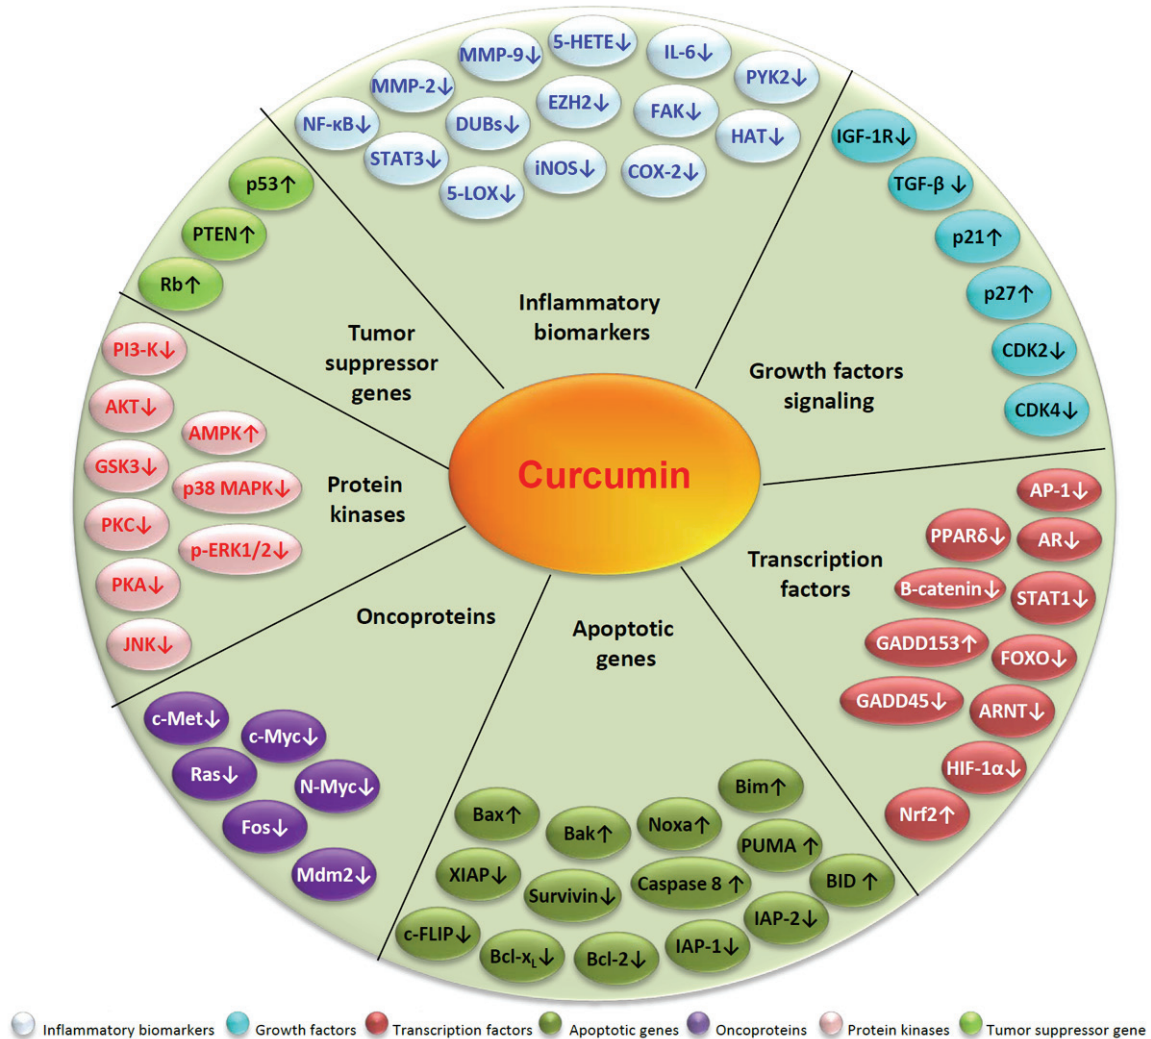 5-HETE↓
MMP-9↓
IL-6↓
PYK2↓
MMP-2↓
EZH2↓
FAK↓
NF-κB↓
DUBs↓
HAT↓
STAT3↓
iNOS↓
COX-2↓
5-LOX↓
Inflammatory
biomarkers
IGF-1R↓
TGF-β ↓
p21↑
p27↑
CDK2↓
CDK4↓
Growth factors
signaling
AP-1↓
PPARδ↓
AR↓
B-catenin↓
STAT1↓
GADD153↑
FOXO↓
GADD45↓
ARNT↓
HIF-1α↓
Nrf2↑
Transcription
factors
Bim↑
Bax↑
Bak↑
Noxa↑
PUMA ↑
XIAP↓
Survivin↓
Caspase 8 ↑
BID ↑
c-FLIP↓
IAP-2↓
Bcl-xL↓
Bcl-2↓
IAP-1↓
Apoptotic
genes
c-Met↓
c-Myc↓
Ras↓
N-Myc↓
Fos↓
Mdm2↓
Oncoproteins
PI3-K↓
AKT↓
AMPK↑
GSK3↓
p38 MAPK↓
PKC↓
p-ERK1/2↓
PKA↓
JNK↓
Protein
kinases
p53↑
PTEN↑
Rb↑
Tumor
suppressor
genes
Curcumin
Inflammatory biomarkers Growth factors Transcription factors Apoptotic genes Oncoproteins Protein kinases Tumor suppressor gene